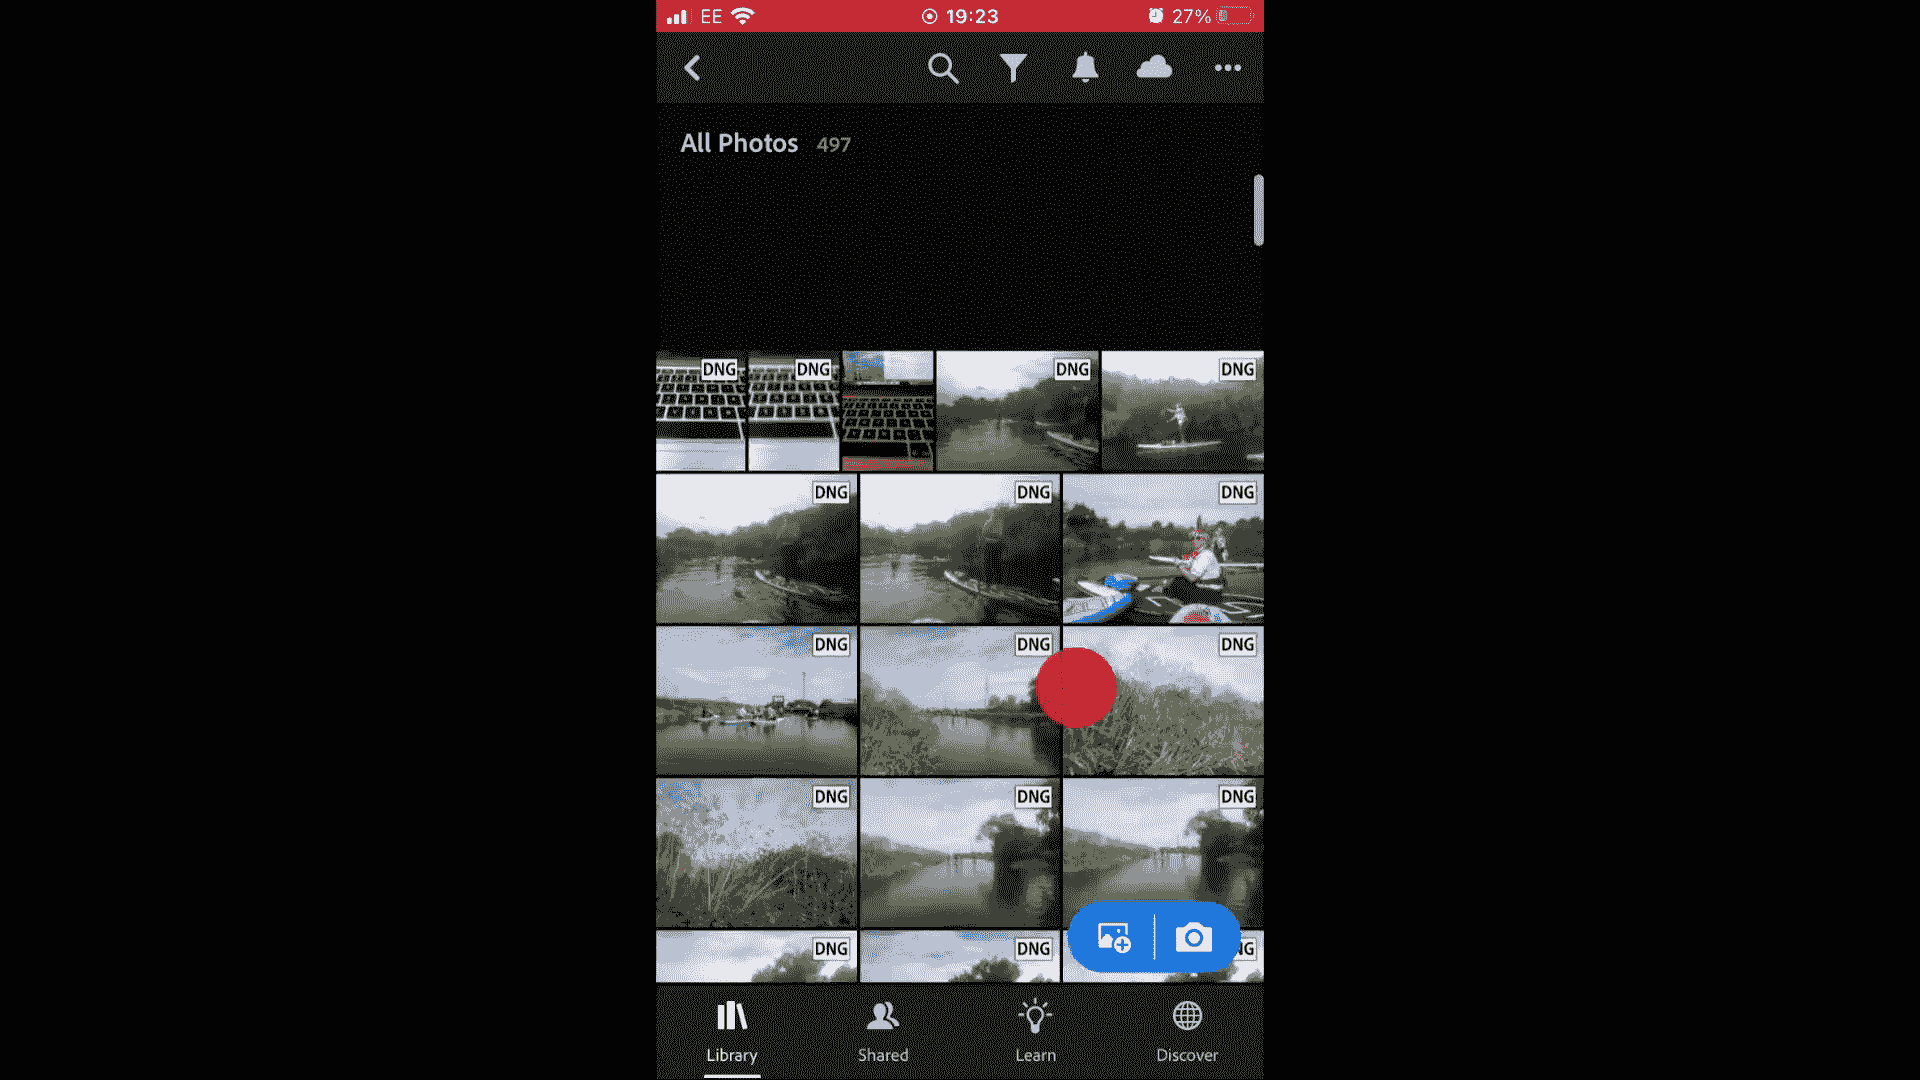 EE 19:23 27%
All Photos 497
DNG DNG DNG DNG
DNG DNG DNG
DNG DNG DNG
DNG DNG DNG
DNG DNG NG
Library Shared Learn Discover